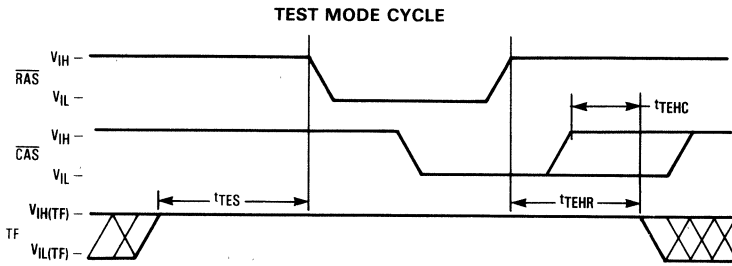 TEST MODE CYCLE
VIH
RAS
VIL
tTEHC
VIH
CAS
VIL
tTES
tTEHR
VIH(TF)
TF
VIL(TF)